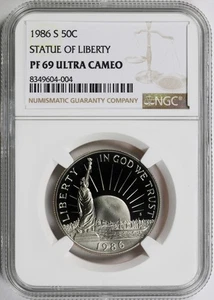 1986 S 50C
STATUE OF LIBERTY
PF 69 ULTRA CAMEO
8349604-004
NUMISMATIC GUARANTY COMPANY
NGC
LIBERTY
IN GOD WE TRUST
1986